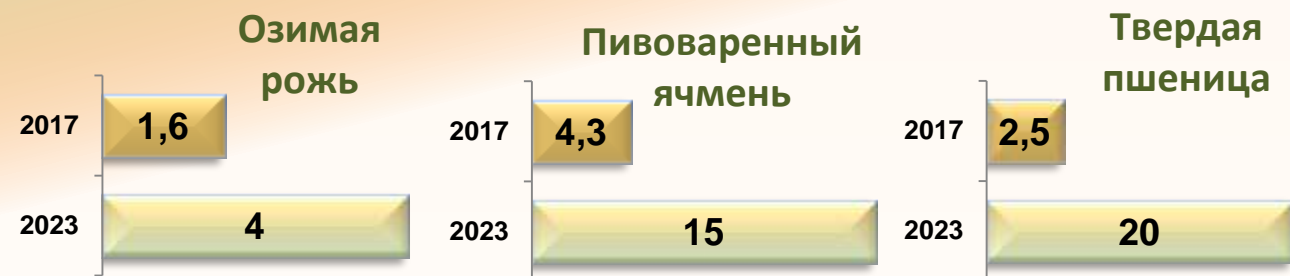 Озимая
рожь
2017
1,6
2023
4
Пивоваренный
ячмень
2017
4,3
2023
15
Твердая
пшеница
2017
2,5
2023
20